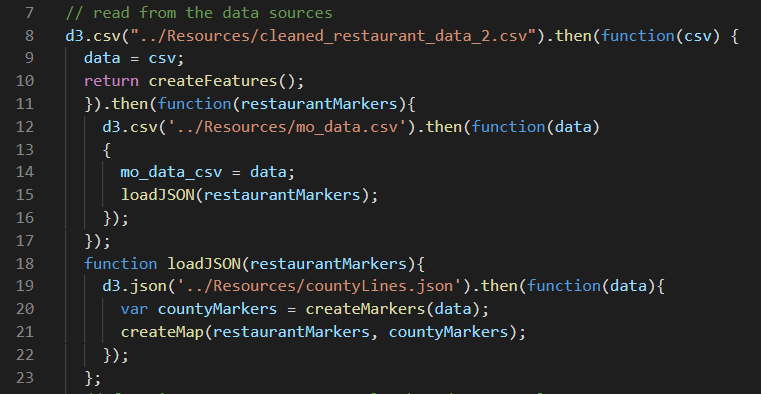 7 // read from the data sources
8 d3.csv("../Resources/cleaned_restaurant_data_2.csv").then(function(csv) {
9 data = csv;
10 return createFeatures();
11 }).then(function(restaurantMarkers){
12 d3.csv('../Resources/mo_data.csv').then(function(data)
13 {
14 mo_data_csv = data;
15 loadJSON(restaurantMarkers);
16 });
17 });
18 function loadJSON(restaurantMarkers){
19 d3.json('../Resources/countyLines.json').then(function(data){
20 var countyMarkers = createMarkers(data);
21 createMap(restaurantMarkers, countyMarkers);
22 });
23 };